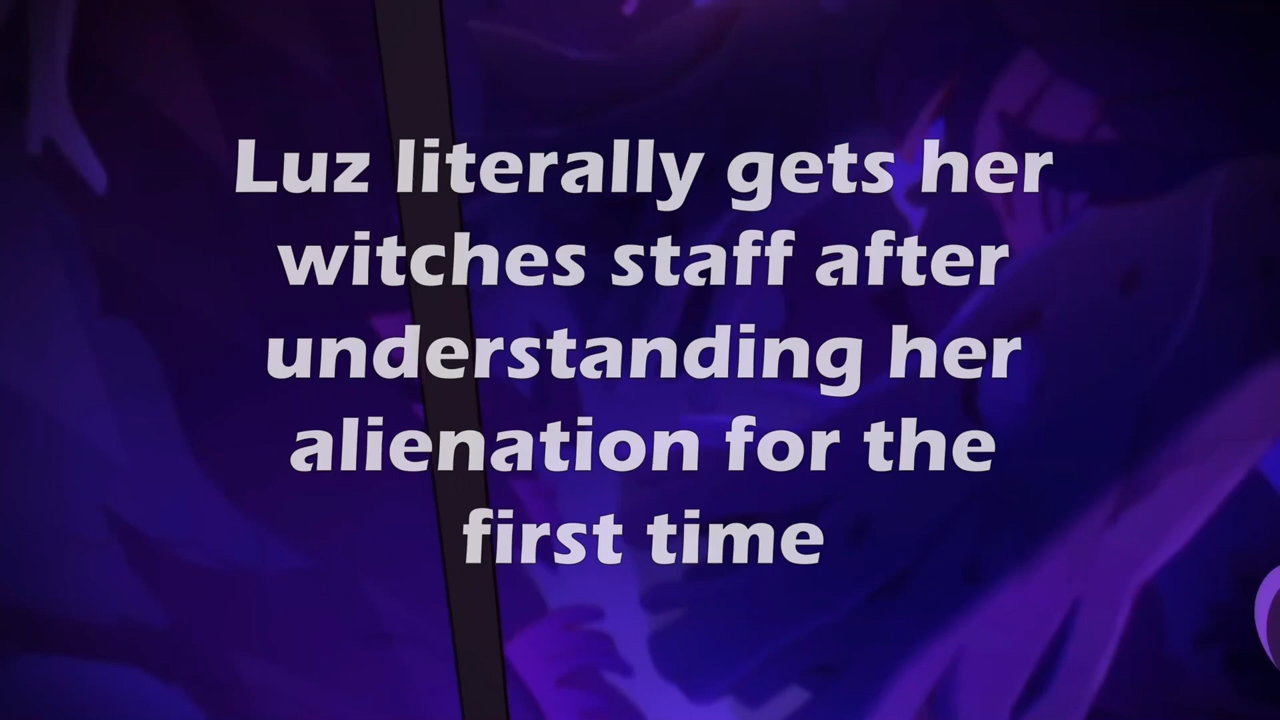 Luz literally gets her
witches staff after
understanding her
alienation for the
first time